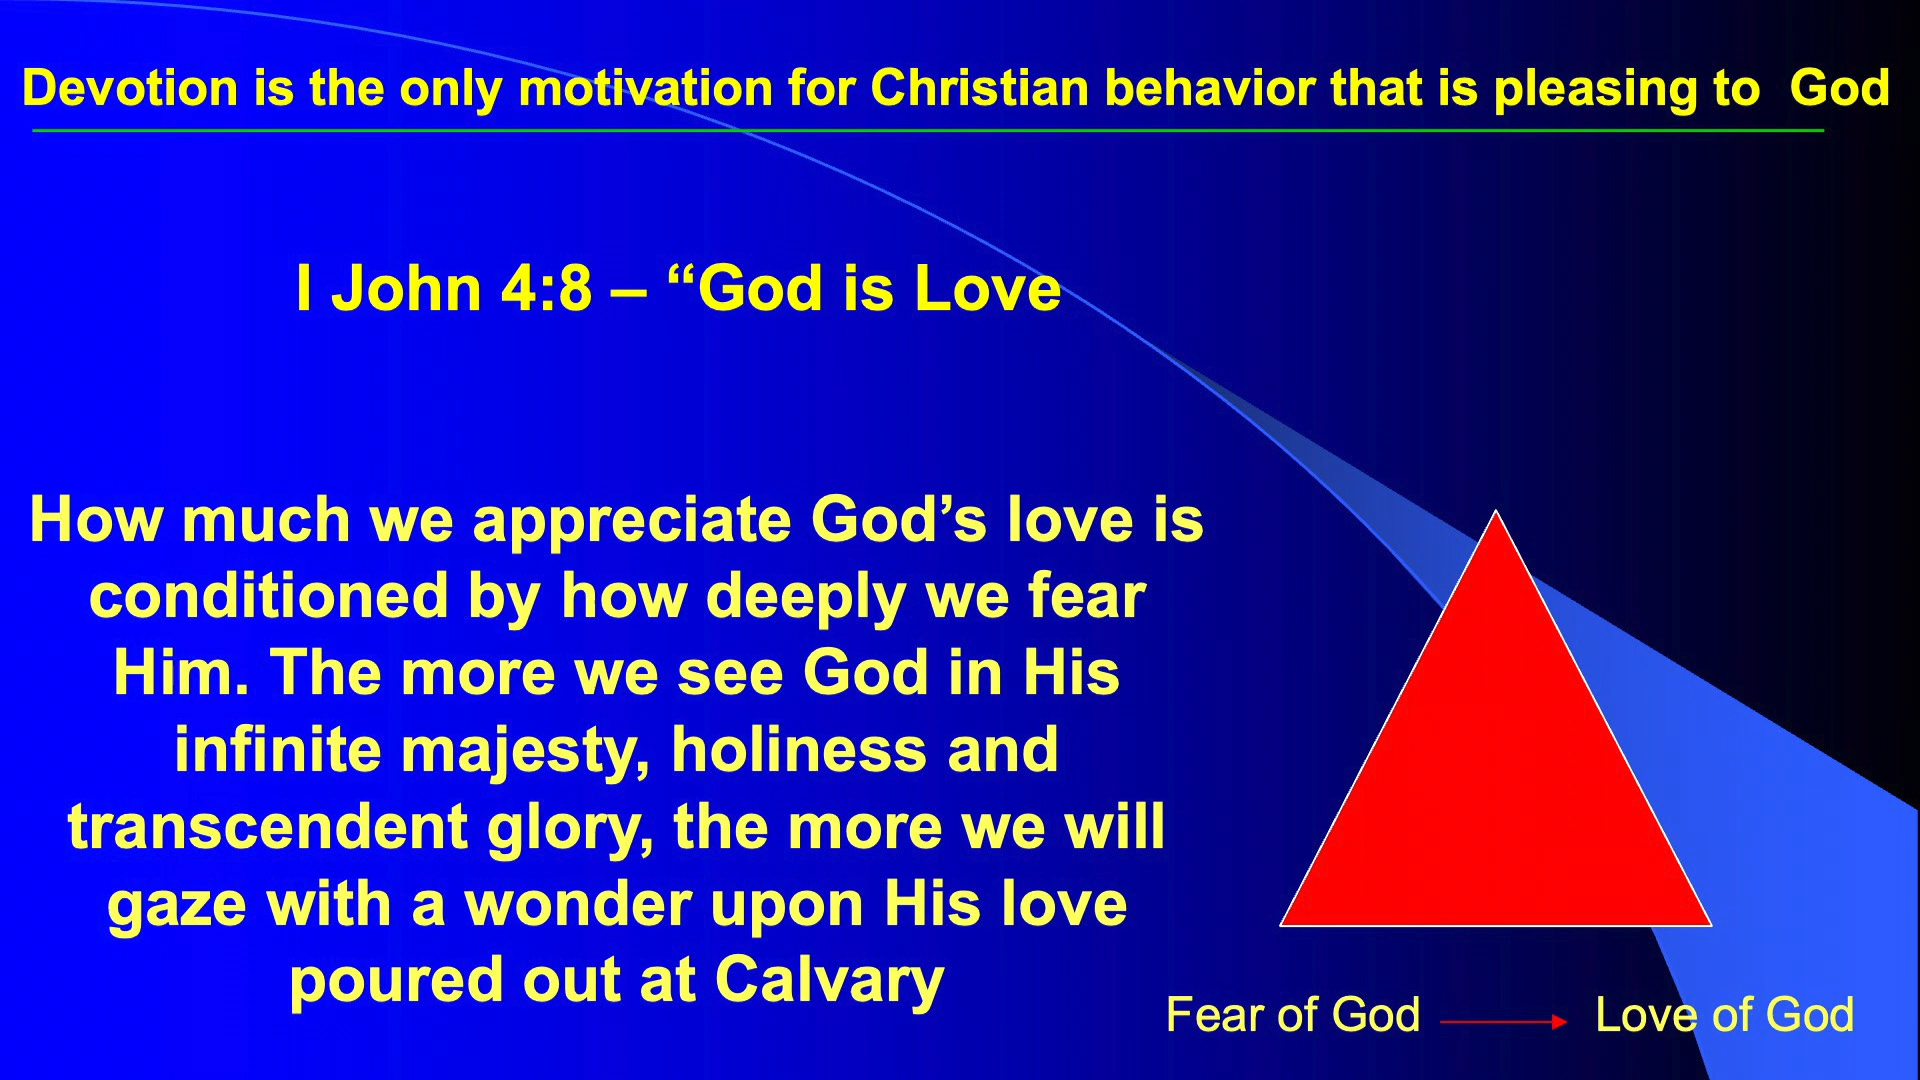 Devotion is the only motivation for Christian behavior that is pleasing to  God
I John 4:8 – “God is Love
How much we appreciate God’s love is
conditioned by how deeply we fear
Him. The more we see God in His
infinite majesty, holiness and
transcendent glory, the more we will
gaze with a wonder upon His love
poured out at Calvary
Fear of God
Love of God